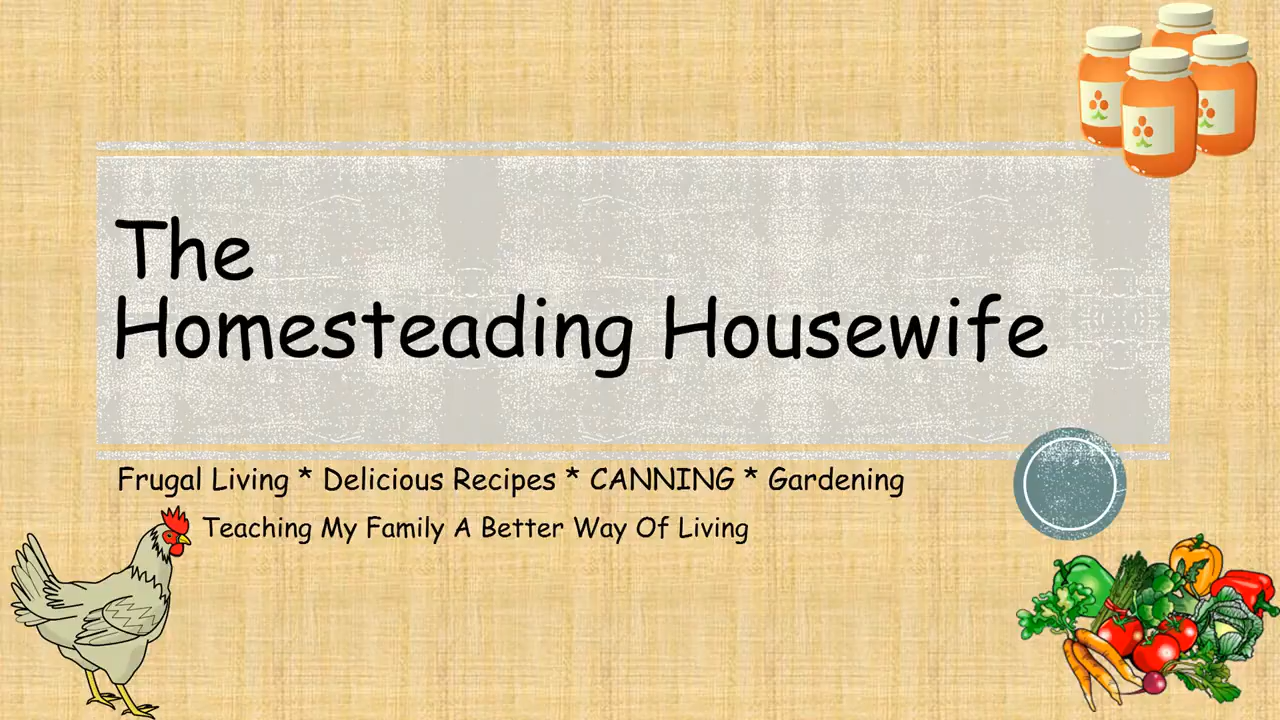 The
Homesteading Housewife
Frugal Living * Delicious Recipes * CANNING * Gardening
Teaching My Family A Better Way Of Living